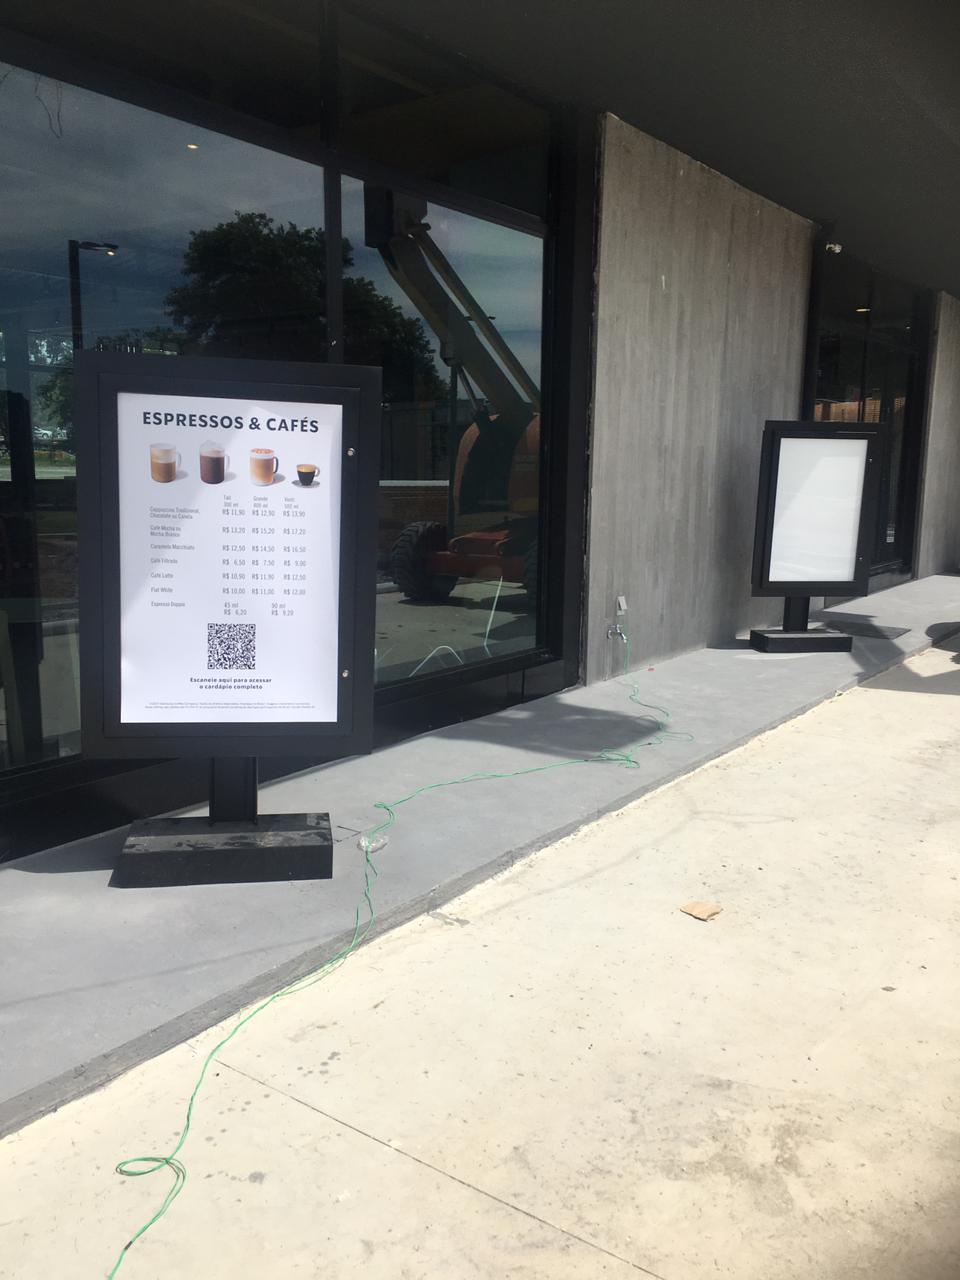 ESPRESSOS & CAFÉS
Tall Grande Venti
300 ml 400 ml 500 ml
Cappuccino Tradicional,
Chocolate ou Canela R$ 11,90 R$ 12,90 R$ 13,90
Café Mocha ou
Mocha Branco R$ 13,20 R$ 15,20 R$ 17,20
Caramelo Macchiato R$ 12,50 R$ 14,50 R$ 16,50
Café Filtrado R$ 6,50 R$ 7,50 R$ 9,00
Café Latte R$ 10,90 R$ 11,90 R$ 12,50
Flat White R$ 10,00 R$ 11,00 R$ 12,00
Espresso Doppio 45 ml 90 ml
R$ 6,20 R$ 9,20
Escaneie aqui para acessar
o cardápio completo